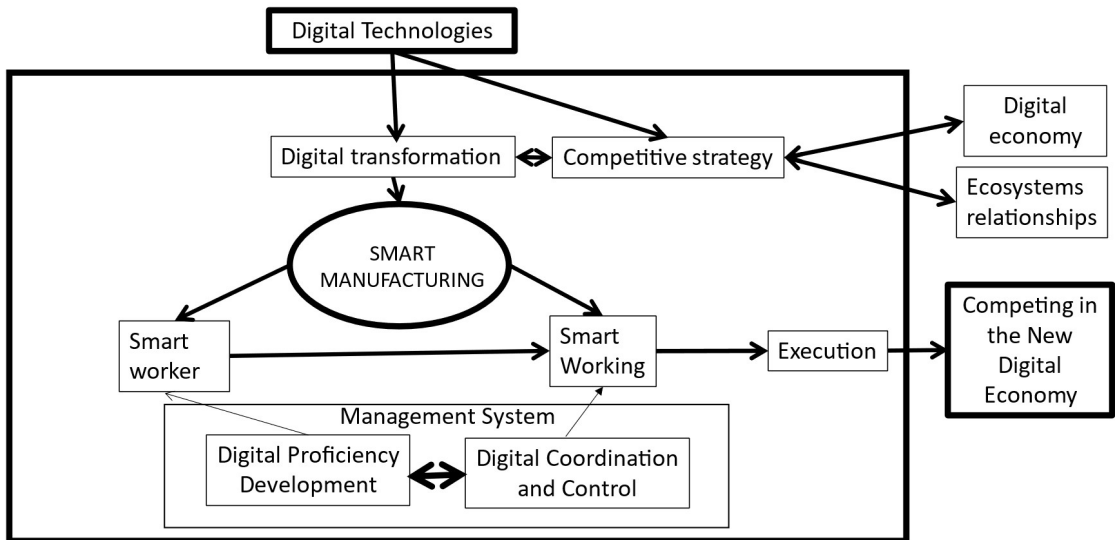 Digital Technologies
Digital transformation
Competitive strategy
Digital
economy
Ecosystems
relationships
SMART
MANUFACTURING
Smart
worker
Smart
Working
Execution
Competing in
the New
Digital
Economy
Management System
Digital Proficiency
Development
Digital Coordination
and Control